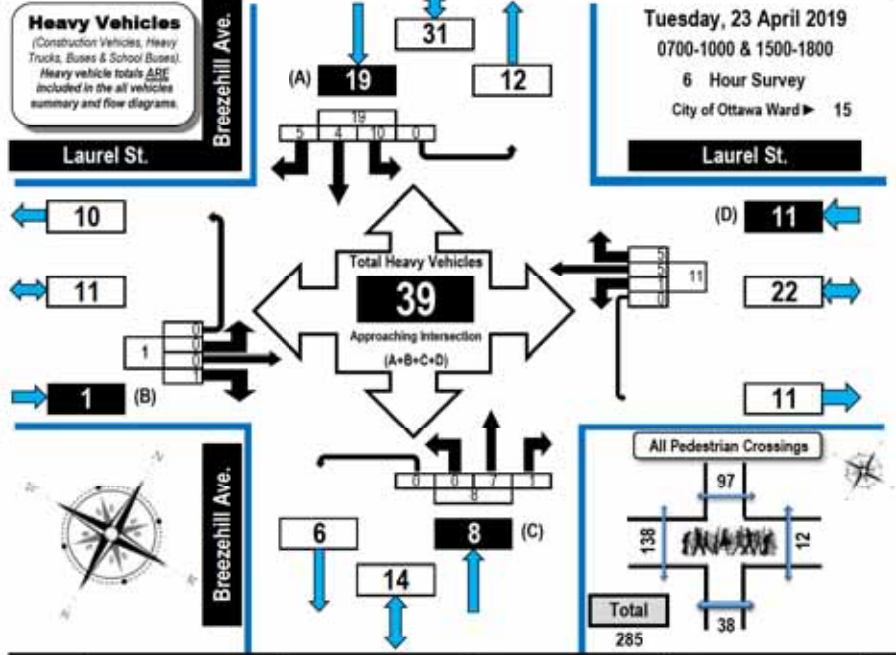 Heavy Vehicles
(Construction Vehicles, Heavy
Trucks, Buses & School Buses).
Heavy vehicle totals ARE
included in the all vehicles
summary and flow diagrams.
Breezehill Ave.
Laurel St.
31
(A) 19
12
19
5 4 10 0
Tuesday, 23 April 2019
0700-1000 & 1500-1800
6 Hour Survey
City of Ottawa Ward► 15
Laurel St.
10
11
1
0
0
0
1
1 (B)
Total Heavy Vehicles
39
Approaching Intersection
(A+B+C+D)
(D) 11
5
5
1
0
11
22
11
0 0 7 1
8
6
8 (C)
14
Breezehill Ave.
N
All Pedestrian Crossings
97
138
12
38
Total
285